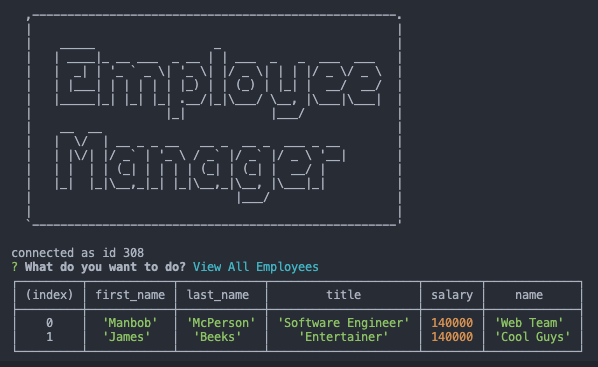 Employee
Manager
connected as id 308
? What do you want to do? View All Employees
(index) first_name last_name title salary name
0 'Manbob' 'McPerson' 'Software Engineer' 140000 'Web Team'
1 'James' 'Beeks' 'Entertainer' 140000 'Cool Guys'